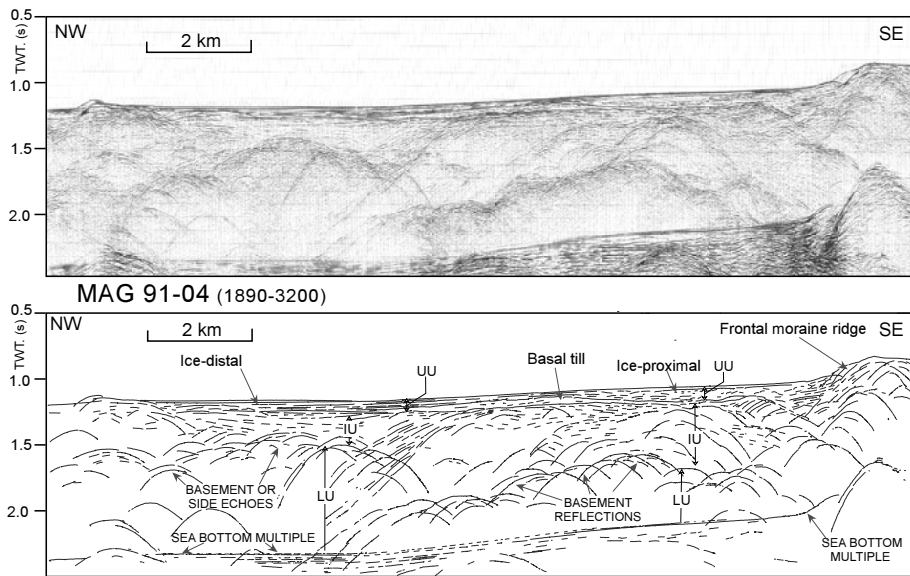 0.5
NW
SE
2 km
TWT. (s)
1.0
1.5
2.0
MAG 91-04 (1890-3200)
0.5
NW
SE
2 km
TWT. (s)
Frontal moraine ridge
Ice-distal
UU
Basal till
Ice-proximal
UU
1.0
IU
IU
1.5
BASEMENT OR
SIDE ECHOES
LU
BASEMENT
REFLECTIONS
LU
2.0
SEA BOTTOM MULTIPLE
SEA BOTTOM
MULTIPLE